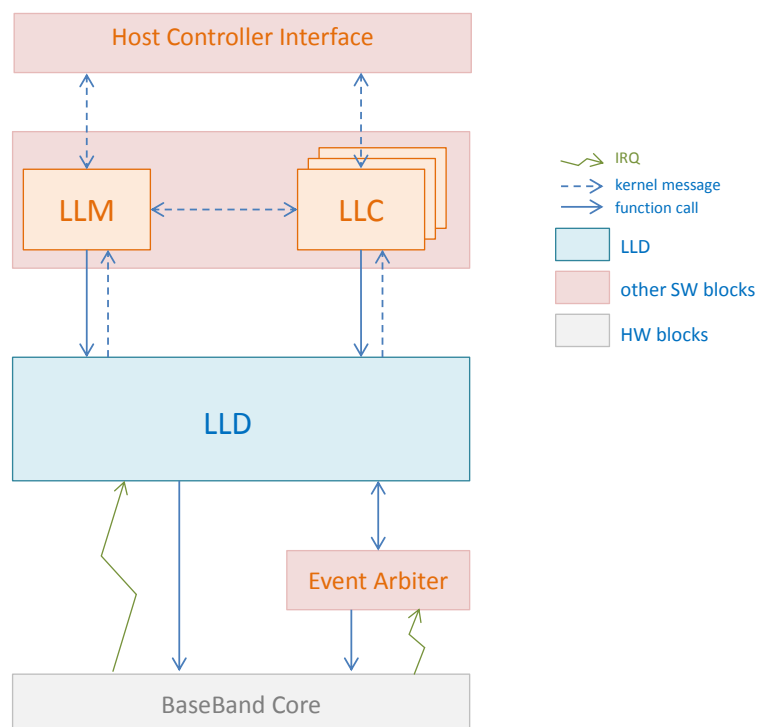 Host Controller Interface
LLM
LLC
IRQ
kernel message
function call
LLD
other SW blocks
HW blocks
LLD
Event Arbiter
BaseBand Core